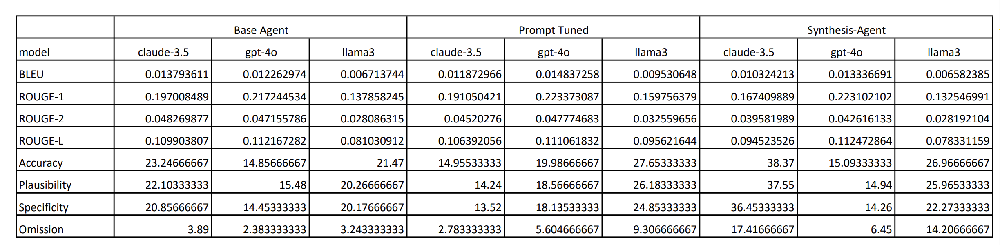 Base Agent Prompt Tuned Synthesis-Agent
model claude-3.5 gpt-4o llama3 claude-3.5 gpt-4o llama3 claude-3.5 gpt-4o llama3
BLEU 0.013793611 0.012262974 0.006713744 0.011872966 0.014837258 0.009530648 0.010324213 0.013336691 0.006582385
ROUGE-1 0.197008489 0.217244534 0.137858245 0.191050421 0.223373087 0.159756379 0.167409889 0.223102102 0.132546991
ROUGE-2 0.048269877 0.047155786 0.028086315 0.04520276 0.047774683 0.032559656 0.039581989 0.042616133 0.028192104
ROUGE-L 0.109903807 0.112167282 0.081030912 0.106392056 0.111061832 0.095621644 0.094523526 0.112472864 0.078331159
Accuracy 23.24666667 14.85666667 21.47 14.95533333 19.98666667 27.65333333 38.37 15.09333333 26.96666667
Plausibility 22.10333333 15.48 20.26666667 14.24 18.56666667 26.18333333 37.55 14.94 25.96533333
Specificity 20.85666667 14.45333333 20.17666667 13.52 18.13533333 24.85333333 36.45333333 14.26 22.27333333
Omission 3.89 2.383333333 3.243333333 2.783333333 5.604666667 9.306666667 17.41666667 6.45 14.20666667